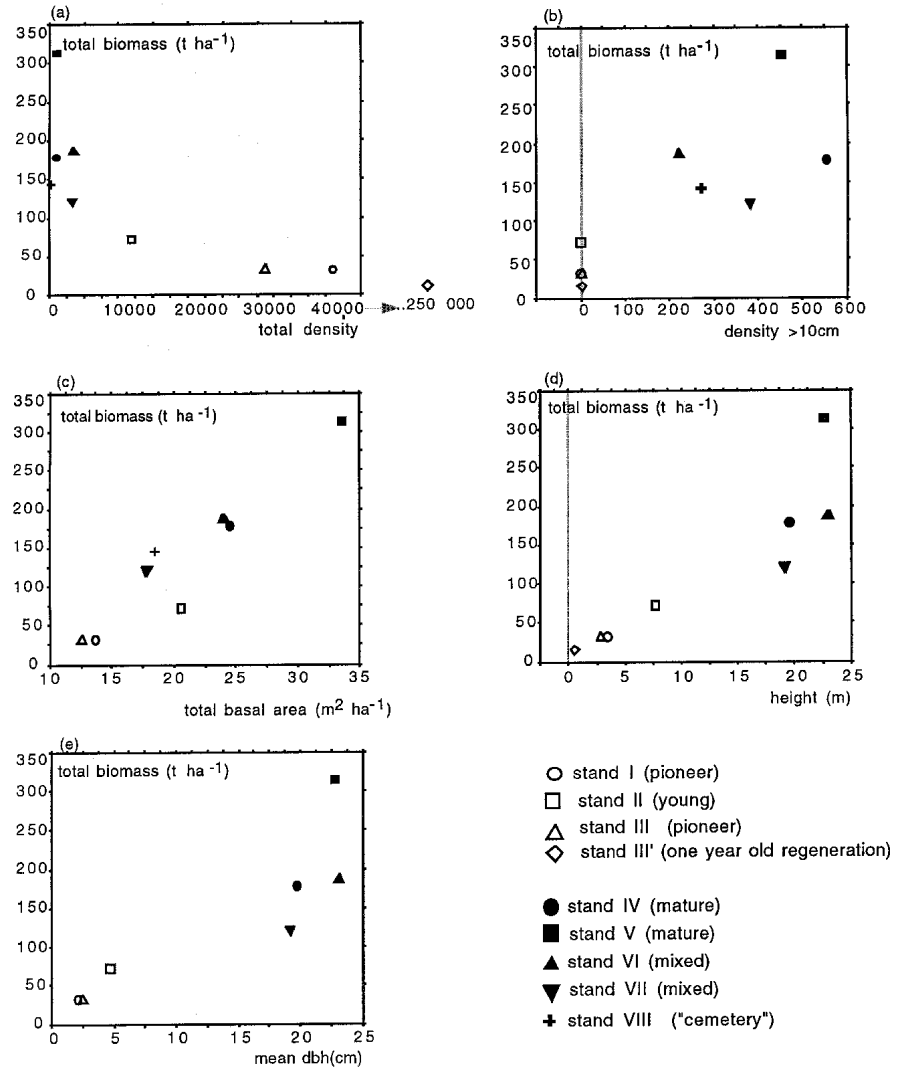 (a)
total biomass (t ha-1)
350
300
250
200
150
100
50
0
0 10000 20000 30000 40000 ..250 000
total density
(b)
total biomass (t ha-1)
350
300
250
200
150
100
50
0
0 100 200 300 400 500 600
density >10cm
(c)
total biomass (t ha-1)
350
300
250
200
150
100
50
0
10 15 20 25 30 35
total basal area (m2 ha-1)
(d)
total biomass (t ha-1)
350
300
250
200
150
100
50
0
0 5 10 15 20 25
height (m)
(e)
total biomass (t ha-1)
350
300
250
200
150
100
50
0
0 5 10 15 20 25
mean dbh(cm)
stand I (pioneer)
stand II (young)
stand III (pioneer)
stand III' (one year old regeneration)
stand IV (mature)
stand V (mature)
stand VI (mixed)
stand VII (mixed)
stand VIII ("cemetery")